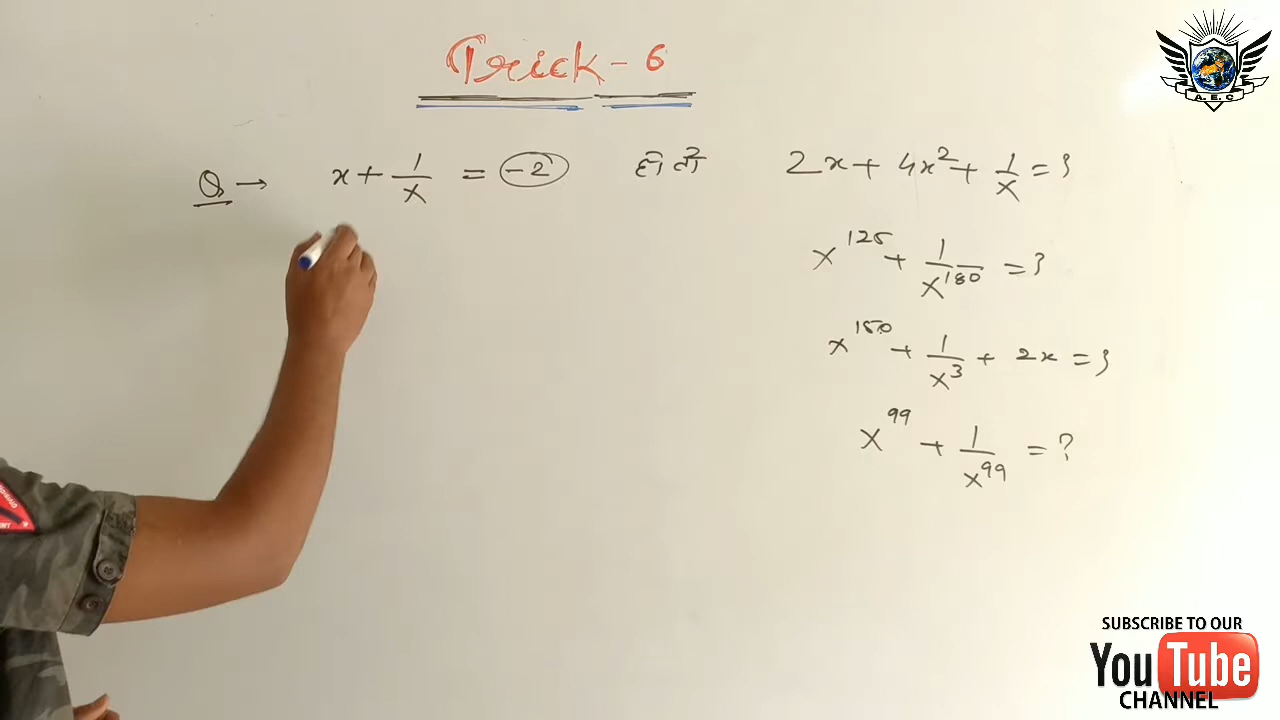 Trick - 6
Q → x + 1/x = -2 हो तो 2x + 4x² + 1/x = ?
x^125 + 1/x^180 = ?
x^150 + 1/x^3 + 2x = ?
x^99 + 1/x^99 = ?
A.E.C
SUBSCRIBE TO OUR
YouTube
CHANNEL